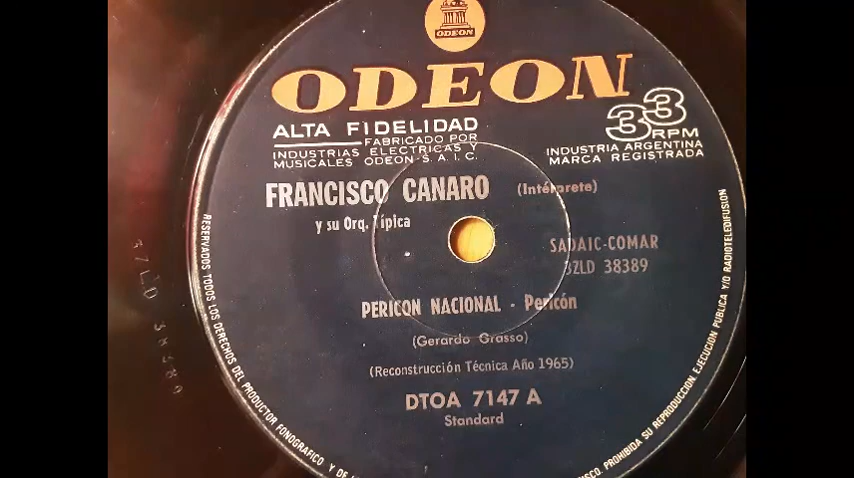 ODEON
ODEON
ALTA FIDELIDAD
FABRICADO POR
INDUSTRIAS ELECTRICAS Y
MUSICALES ODEON-S.A.I.C.
33
RPM
INDUSTRIA ARGENTINA
MARCA REGISTRADA
FRANCISCO CANARO (Intérprete)
y su Orq. Típica
SADAIC-COMAR
3ZLD 38389
PERICON NACIONAL - Pericón
(Gerardo Grasso)
(Reconstrucción Técnica Año 1965)
DTOA 7147 A
Standard
RESERVADOS TODOS LOS DERECHOS DEL PRODUCTOR FONOGRAFICO Y DE
DISCO. PROHIBIDA SU REPRODUCCION, EJECUCION PUBLICA Y/O RADIOTELEDIFUSION